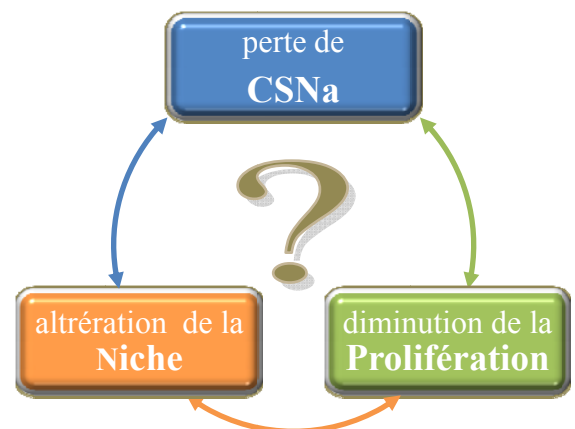 perte de
CSNa
?
altrération de la
Niche
diminution de la
Prolifération